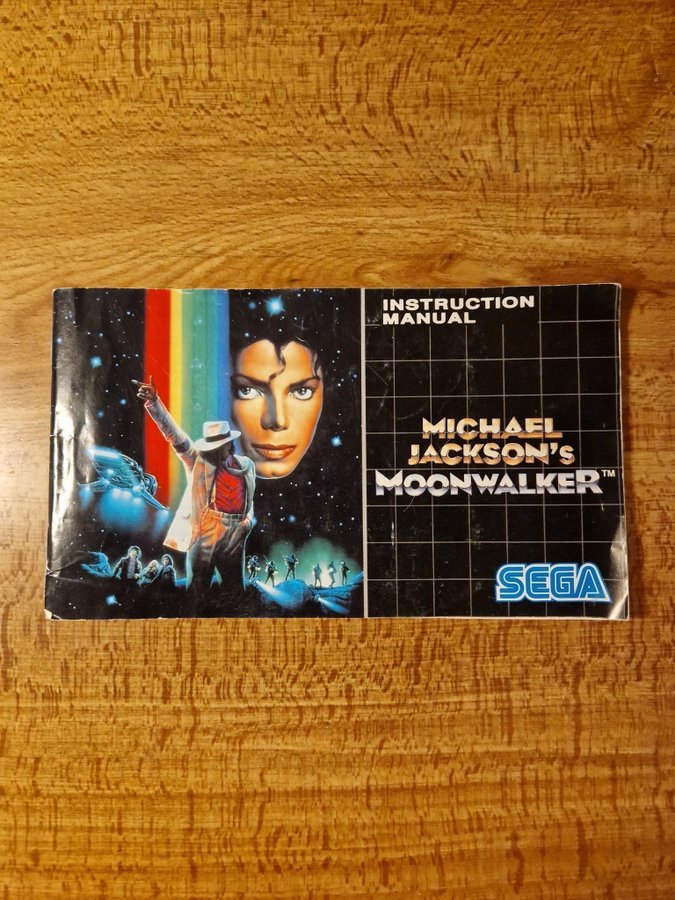 INSTRUCTION
MANUAL
MICHAEL
JACKSON'S
MOONWALKER™
SEGA